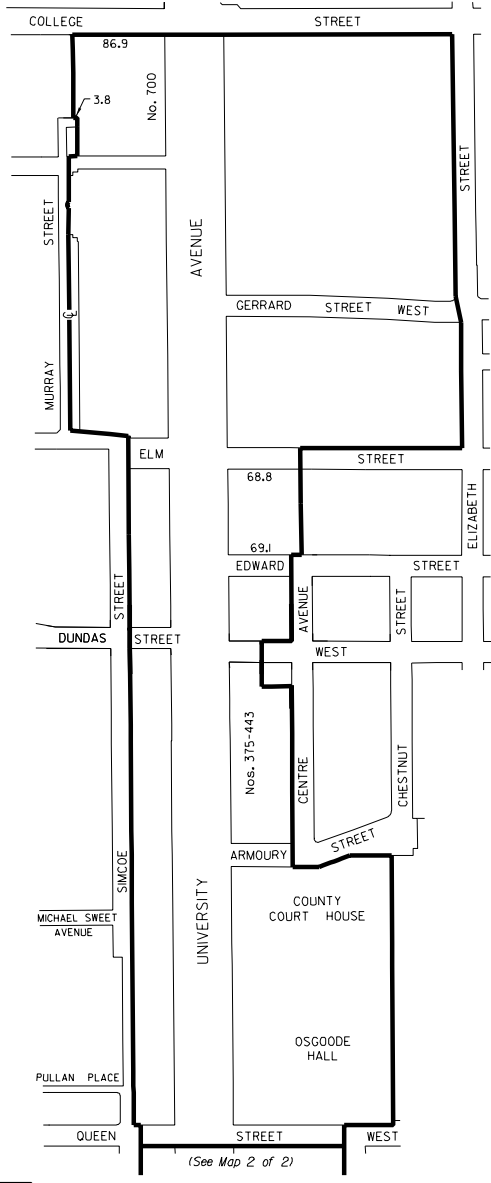 COLLEGE STREET
86.9
No. 700
3.8
STREET
STREET
AVENUE
GERRARD STREET WEST
MURRAY
ELM STREET
68.8
ELIZABETH
69.1
EDWARD STREET
STREET
AVENUE
STREET
DUNDAS STREET WEST
Nos. 375-443
CENTRE
CHESTNUT
ARMOURY STREET
SIMCOE
UNIVERSITY
COUNTY
COURT HOUSE
MICHAEL SWEET
AVENUE
OSGOODE
HALL
PULLAN PLACE
QUEEN STREET WEST
(See Map 2 of 2)